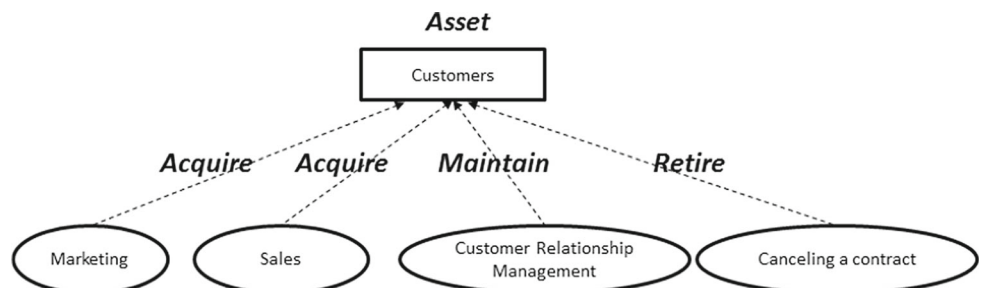 Asset
Customers
Acquire
Acquire
Maintain
Retire
Marketing
Sales
Customer Relationship
Management
Canceling a contract